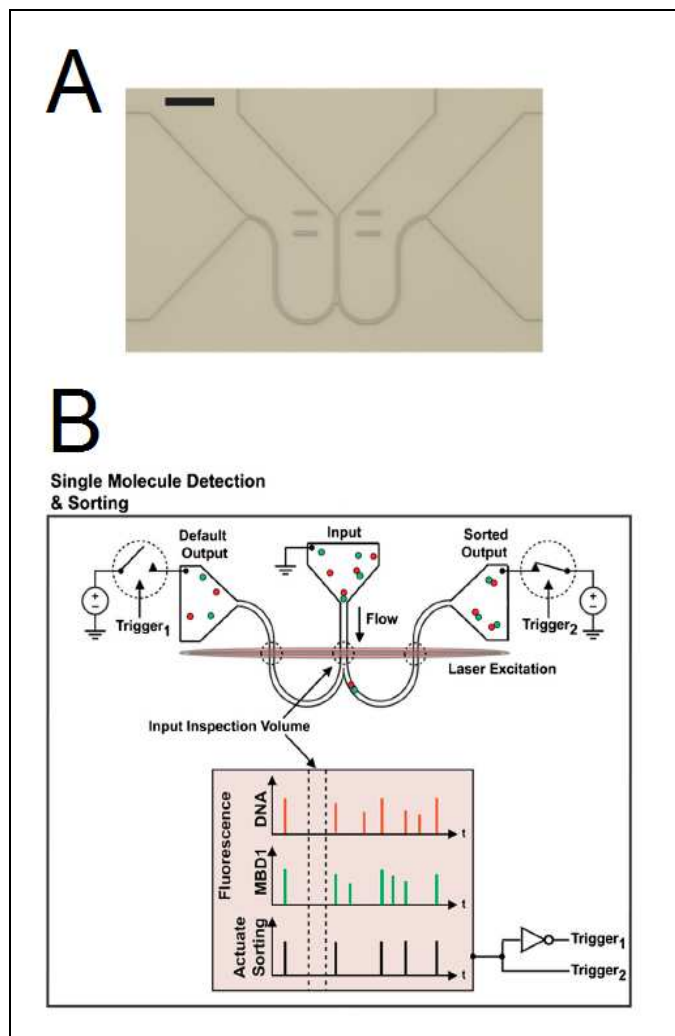 A
B
Single Molecule Detection
& Sorting
Default
Output
Input
Sorted
Output
Trigger1
Flow
Trigger2
Laser Excitation
Input Inspection Volume
Fluorescence
DNA
t
MBD1
t
Actuate
Sorting
t
Trigger1
Trigger2